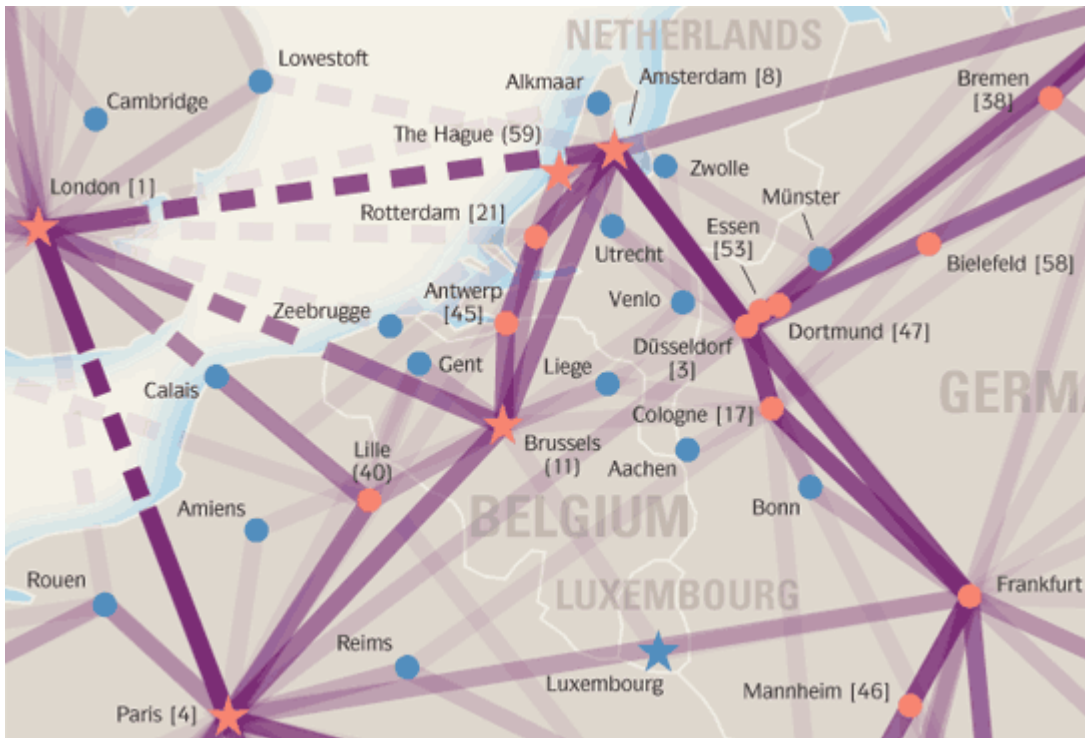 NETHERLANDS
Lowestoft
Alkmaar
Amsterdam [8)
Bremen
[38]
Cambridge
The Hague (59)
Zwolle
London [1]
Rotterdam [21]
Münster
Essen
[53]
Utrecht
Bielefeld [58)
Zeebrugge
Antwerp
[45]
Venlo
Dortmund [47]
Gent
Liege
Düsseldorf
[3]
Calais
GERMA
Cologne [17]
Lille
(40)
Brussels
(11)
Aachen
Amiens
BELGIUM
Bonn
Rouen
LUXEMBOURG
Frankfurt
Reims
Luxembourg
Mannheim [46]
Paris [4]